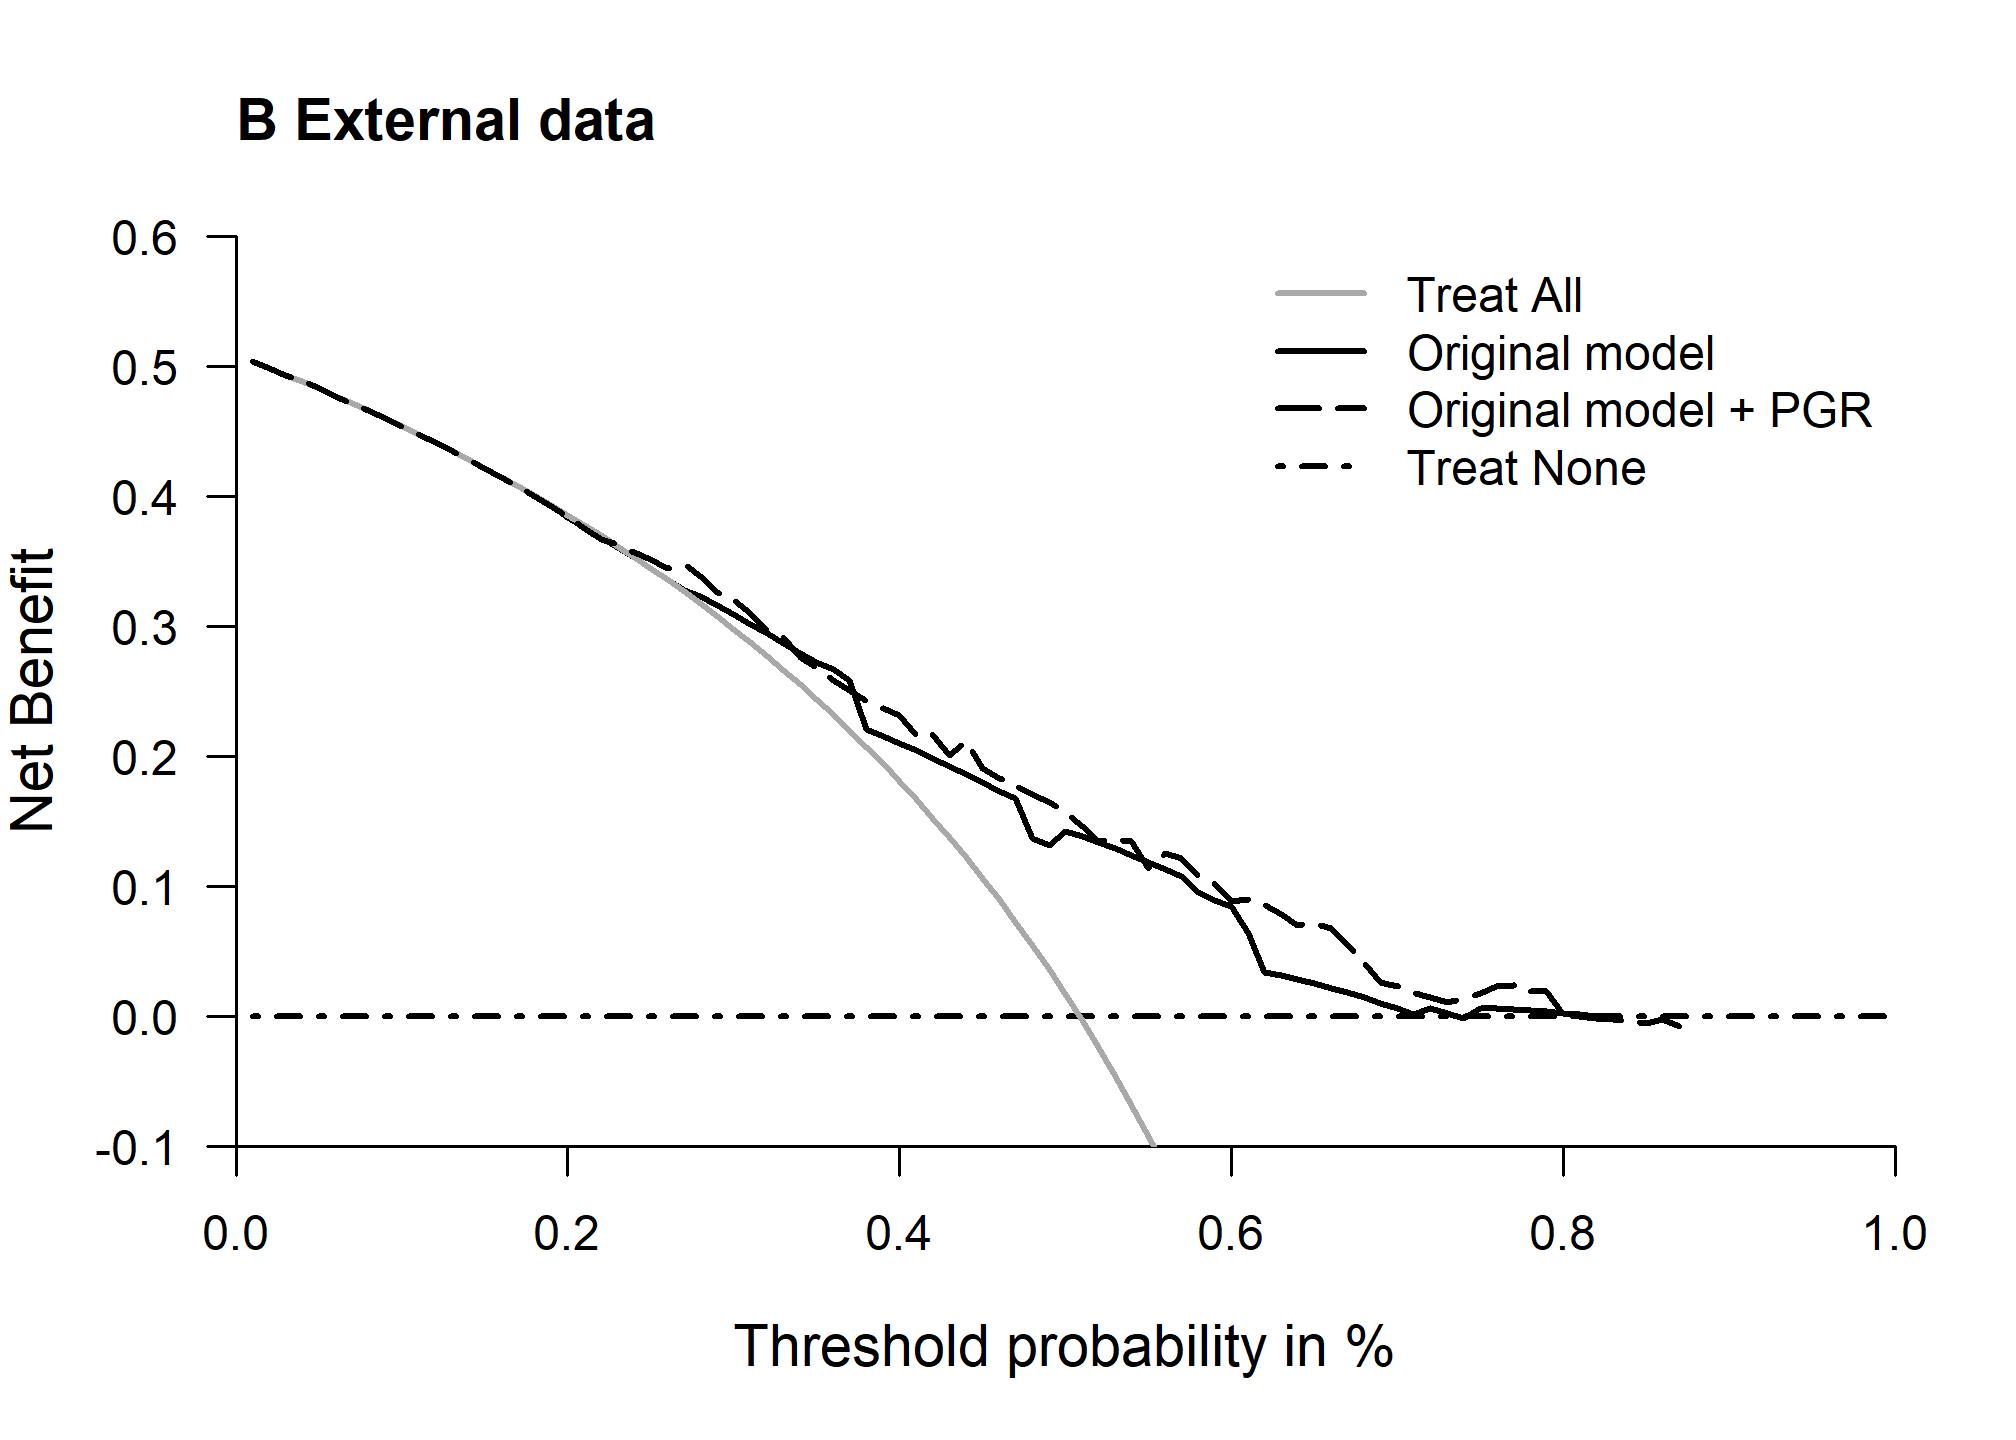 B External data
0.6
0.5
0.4
0.3
0.2
0.1
0.0
-0.1
Net Benefit
Treat All
Original model
Original model + PGR
Treat None
0.0 0.2 0.4 0.6 0.8 1.0
Threshold probability in %